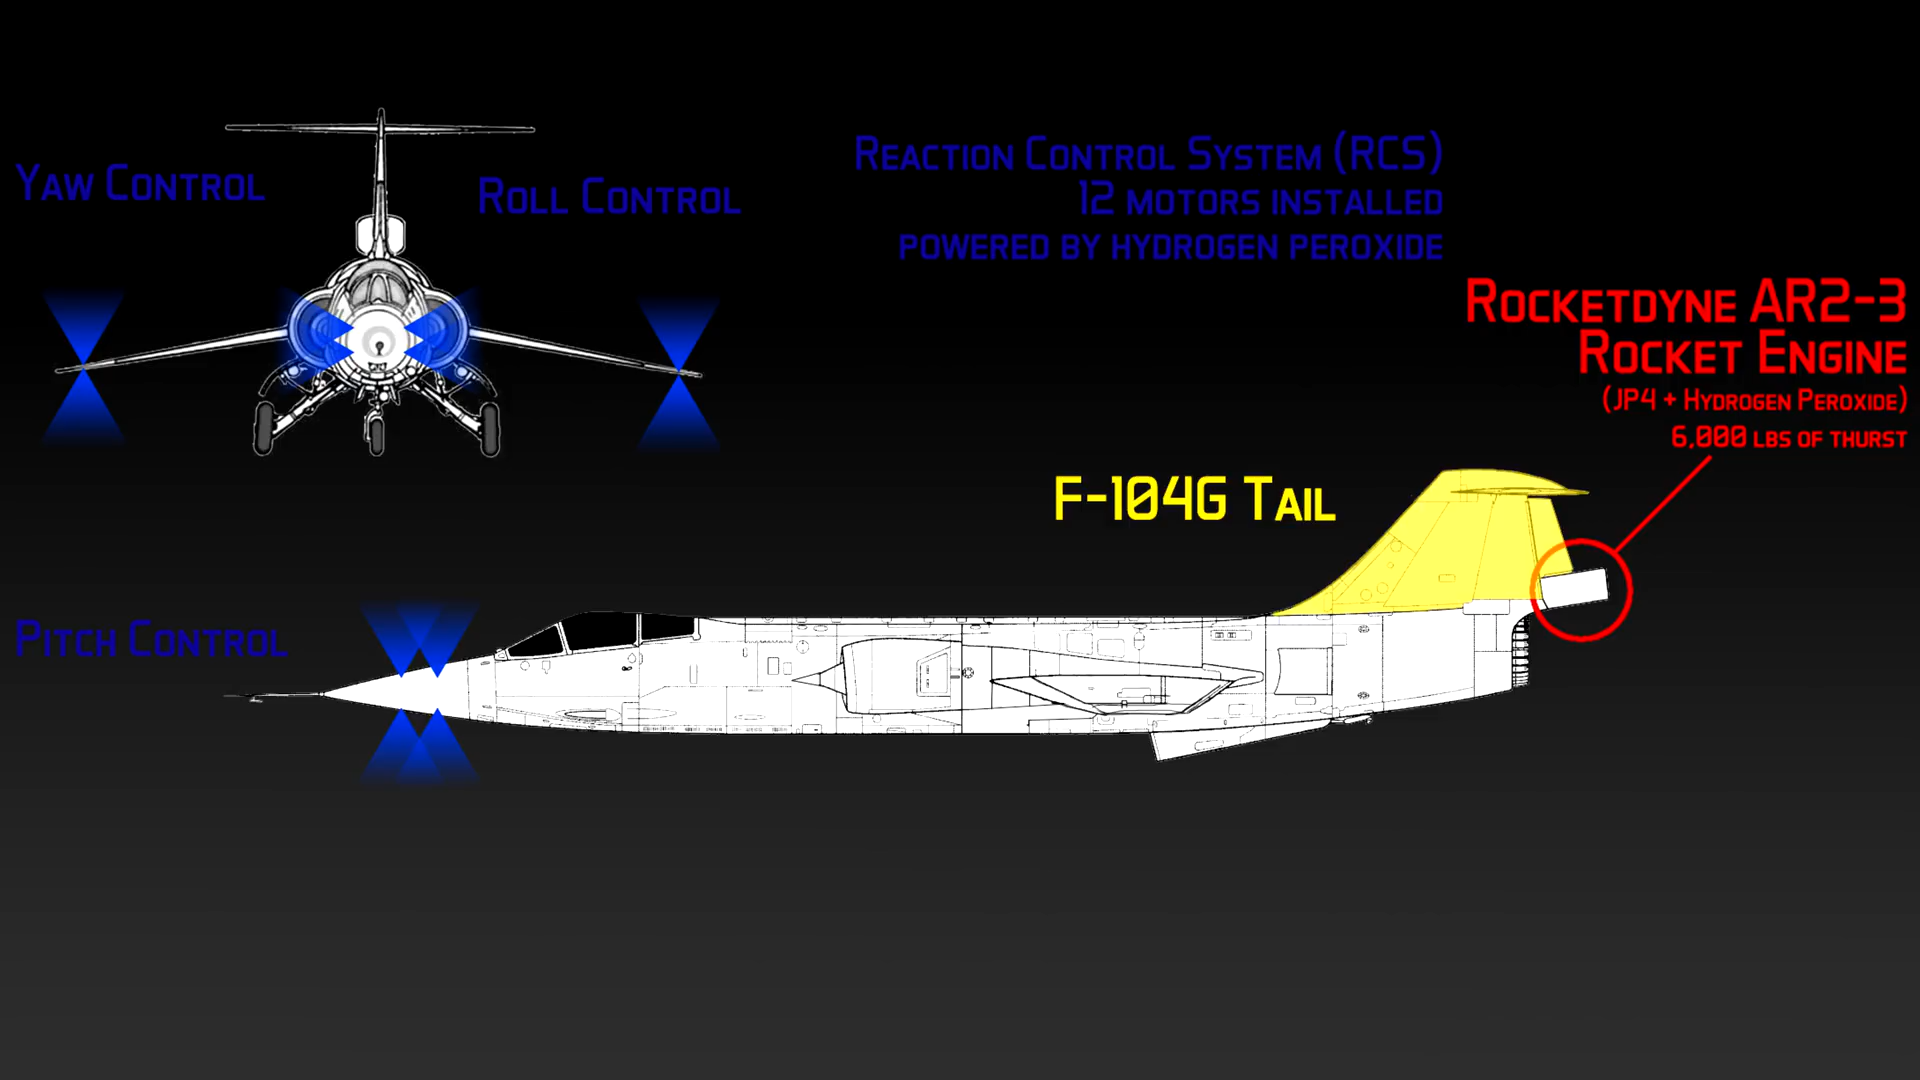 Yaw Control
Roll Control
Reaction Control System (RCS)
12 motors installed
powered by hydrogen peroxide
Rocketdyne AR2-3
Rocket Engine
(JP4 + Hydrogen Peroxide)
6,000 lbs of thurst
F-104G Tail
Pitch Control